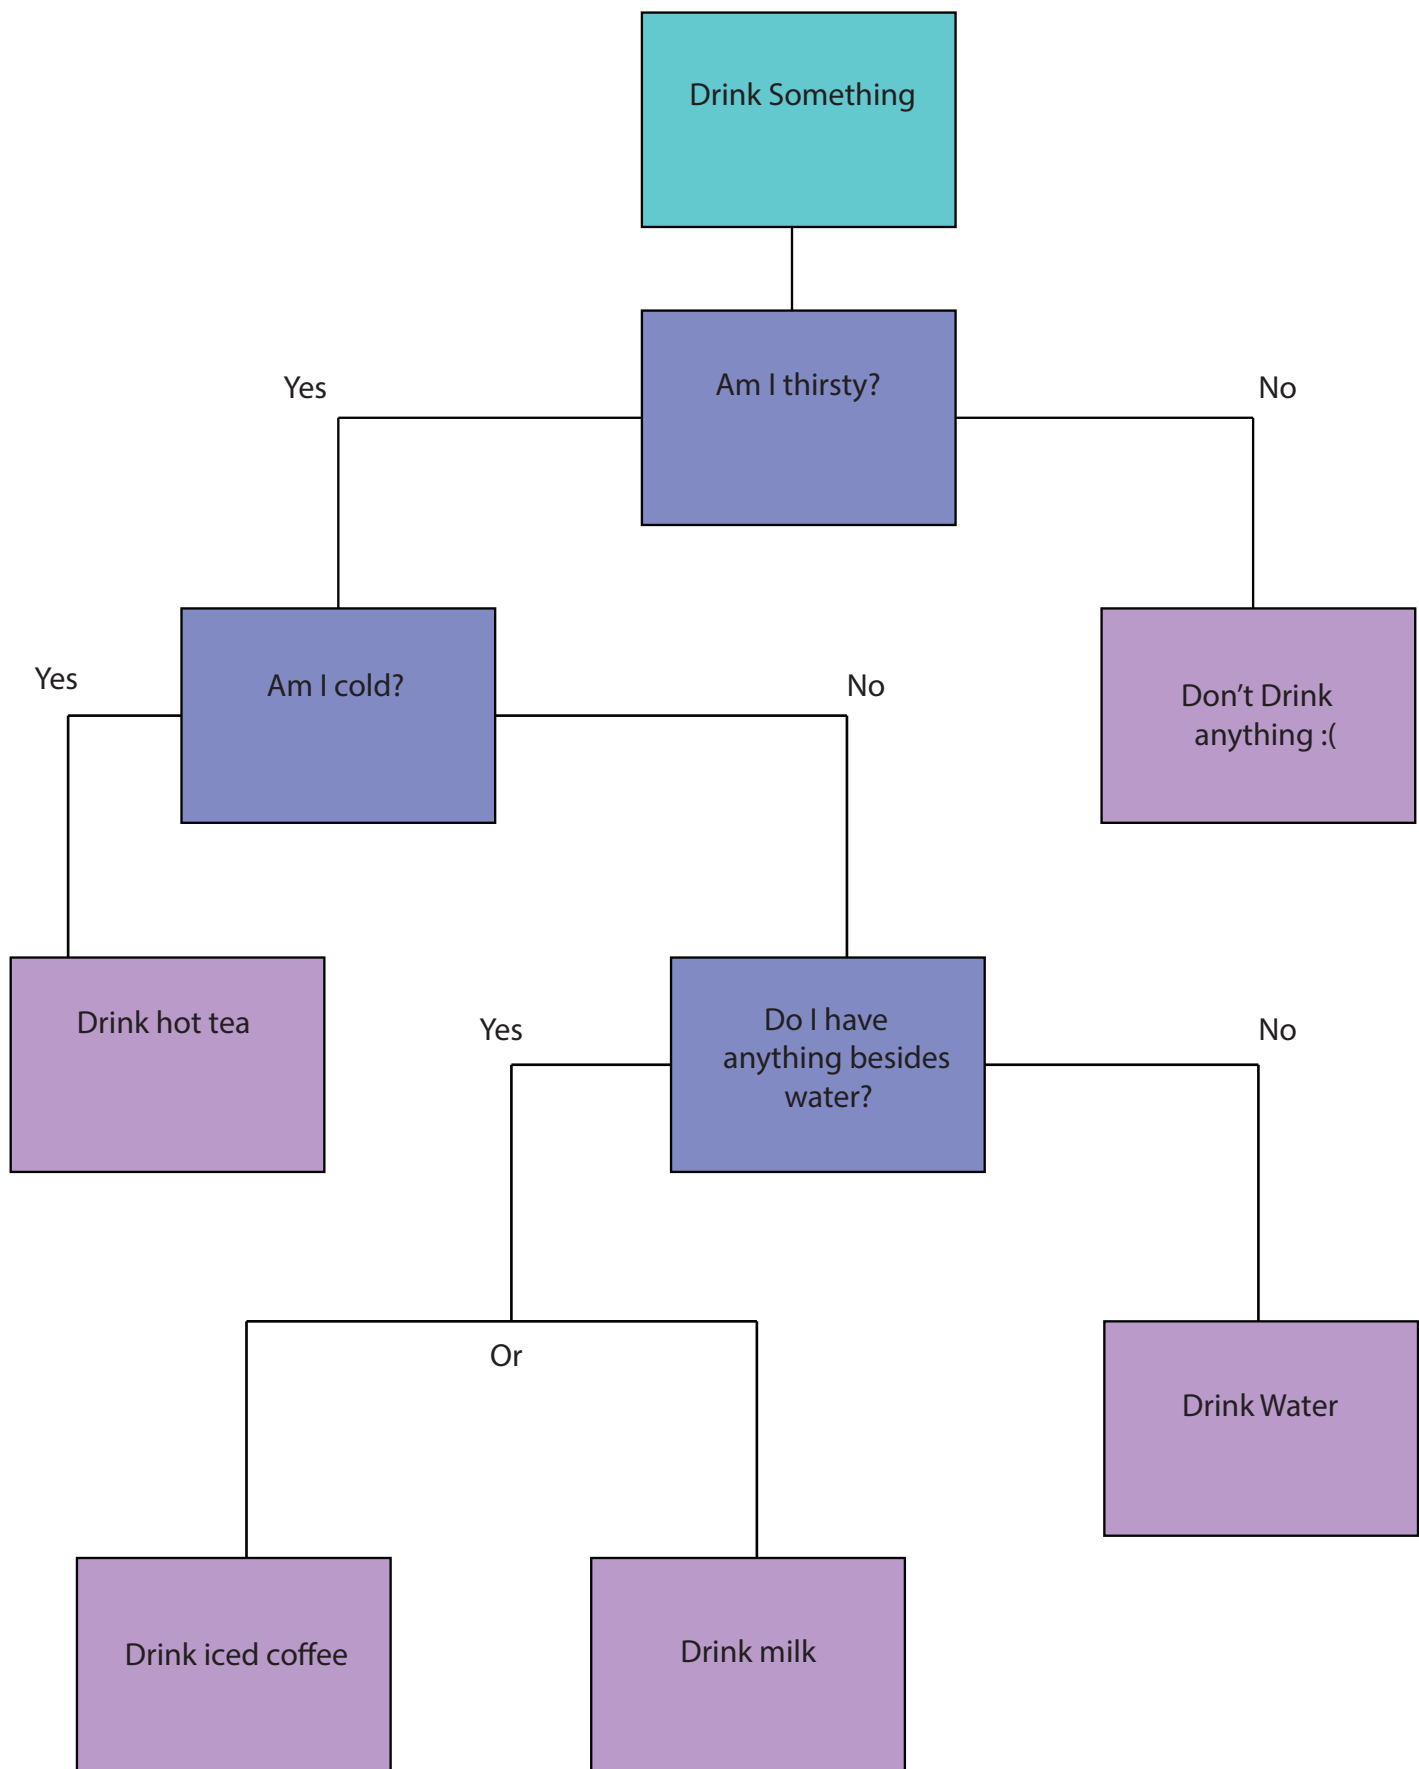 Drink Something
Am I thirsty?
Yes
No
Am I cold?
Yes
No
Don't Drink
anything :(
Drink hot tea
Do I have
anything besides
water?
Yes
No
Or
Drink Water
Drink iced coffee
Drink milk